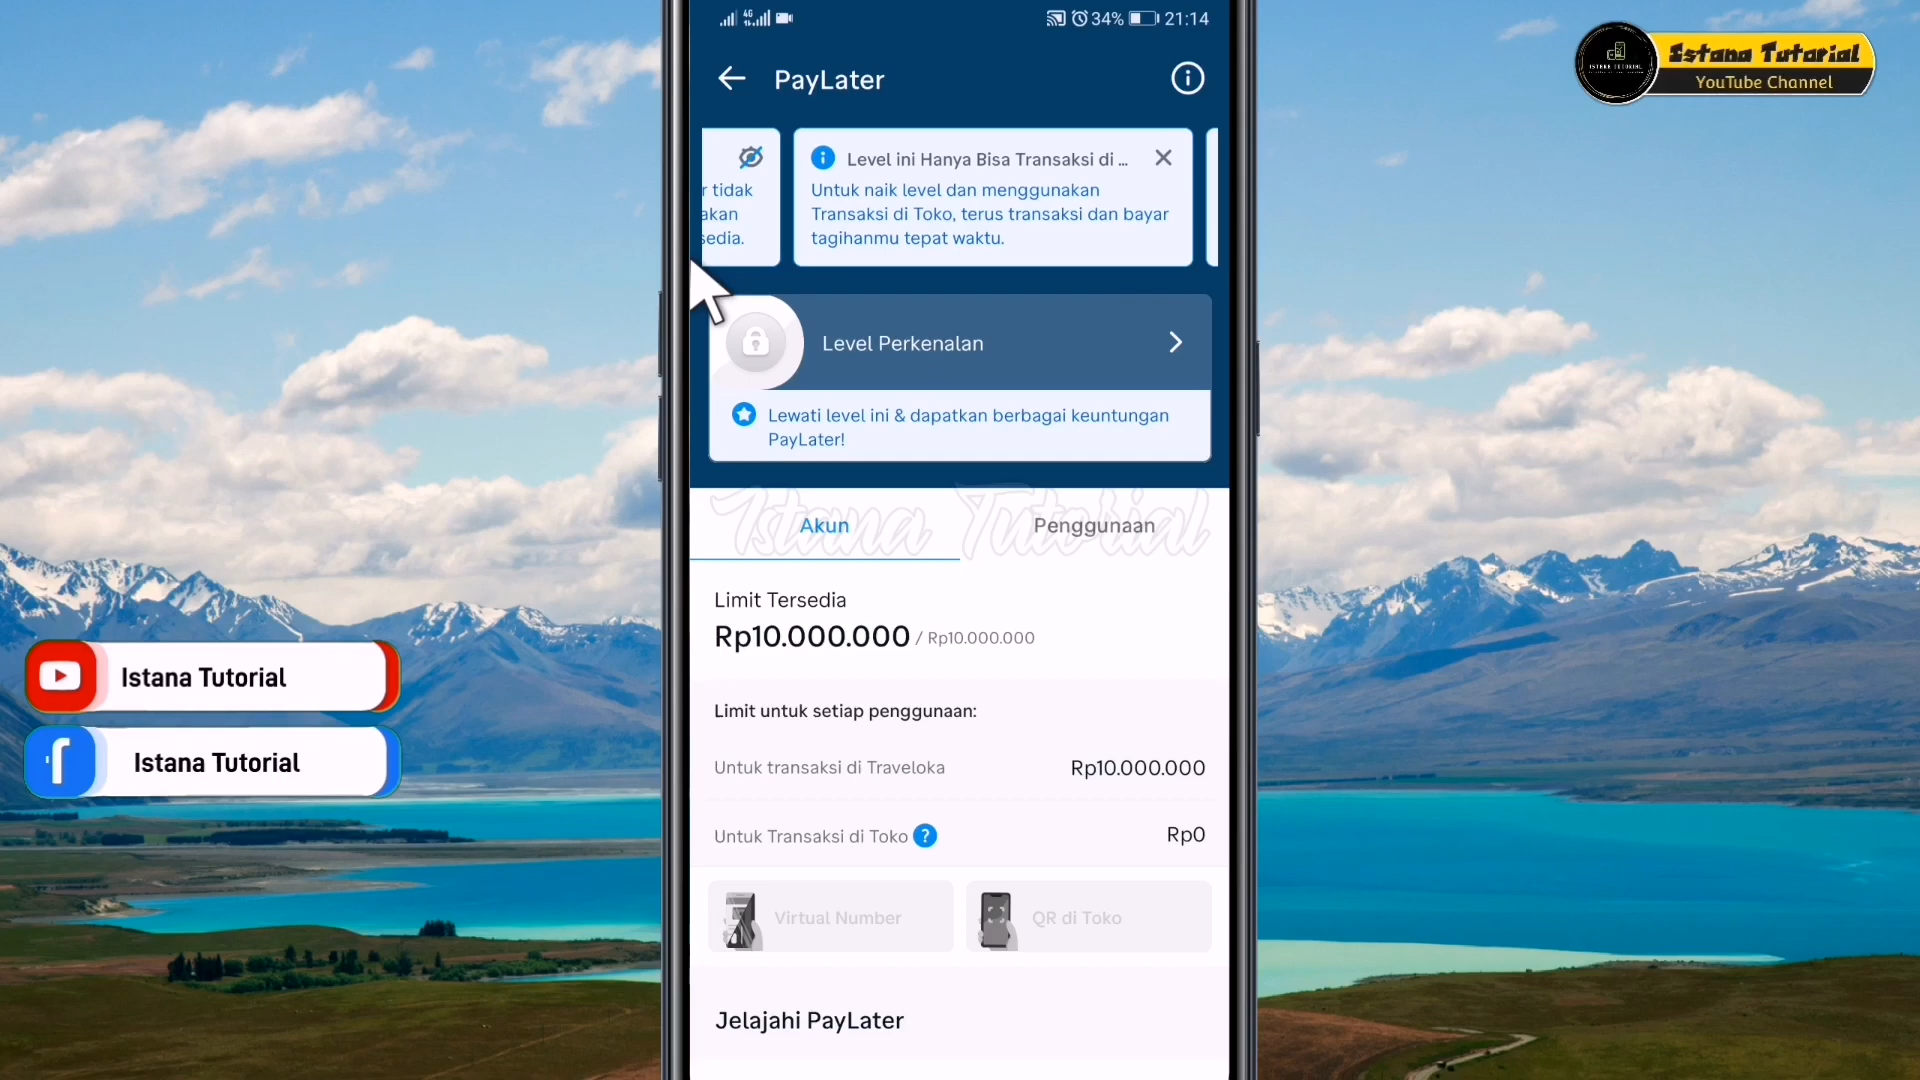 4G
34%
21:14
PayLater
r tidak
akan
sedia.
Level ini Hanya Bisa Transaksi di ...
Untuk naik level dan menggunakan
Transaksi di Toko, terus transaksi dan bayar
tagihanmu tepat waktu.
Level Perkenalan
Lewati level ini & dapatkan berbagai keuntungan
PayLater!
Istana Tutorial
Akun
Penggunaan
Limit Tersedia
Rp10.000.000 / Rp10.000.000
Limit untuk setiap penggunaan:
Untuk transaksi di Traveloka
Rp10.000.000
Untuk Transaksi di Toko ?
Rp0
Virtual Number
QR di Toko
Jelajahi PayLater
Istana Tutorial
Istana Tutorial
ISTANA TUTORIAL
Istana Tutorial
YouTube Channel